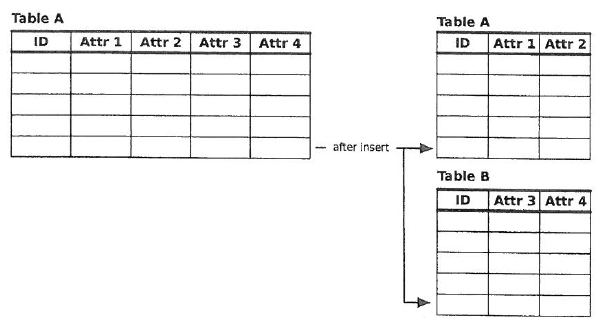 Table A
ID Attr 1 Attr 2 Attr 3 Attr 4
after insert
Table A
ID Attr 1 Attr 2
Table B
ID Attr 3 Attr 4